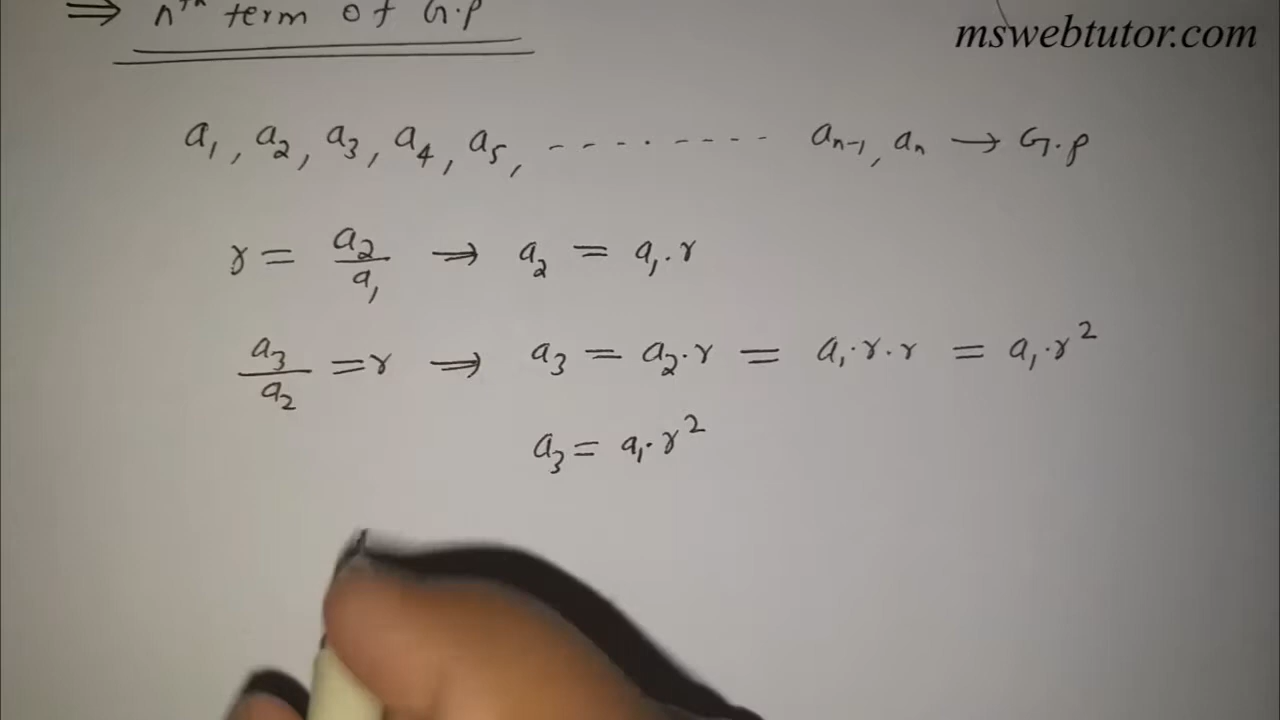 ⇒ nth term of G.P
mswebtutor.com
a₁, a₂, a₃, a₄, a₅, --------- aₙ₋₁, aₙ → G.P
r = a₂/a₁ ⇒ a₂ = a₁·r
a₃/a₂ = r ⇒ a₃ = a₂·r = a₁·r·r = a₁·r²
a₃ = a₁·r²